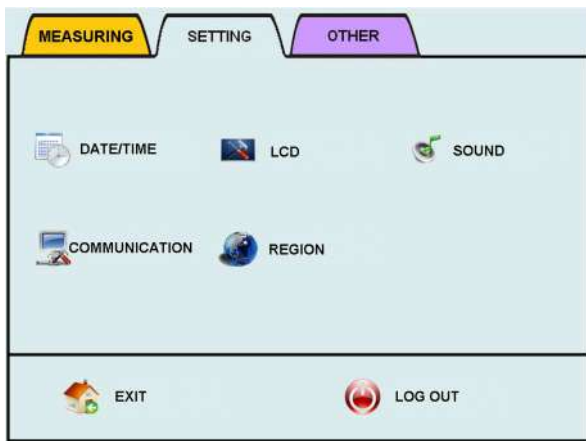 MEASURING SETTING OTHER
DATE/TIME LCD SOUND
COMMUNICATION REGION
EXIT LOG OUT